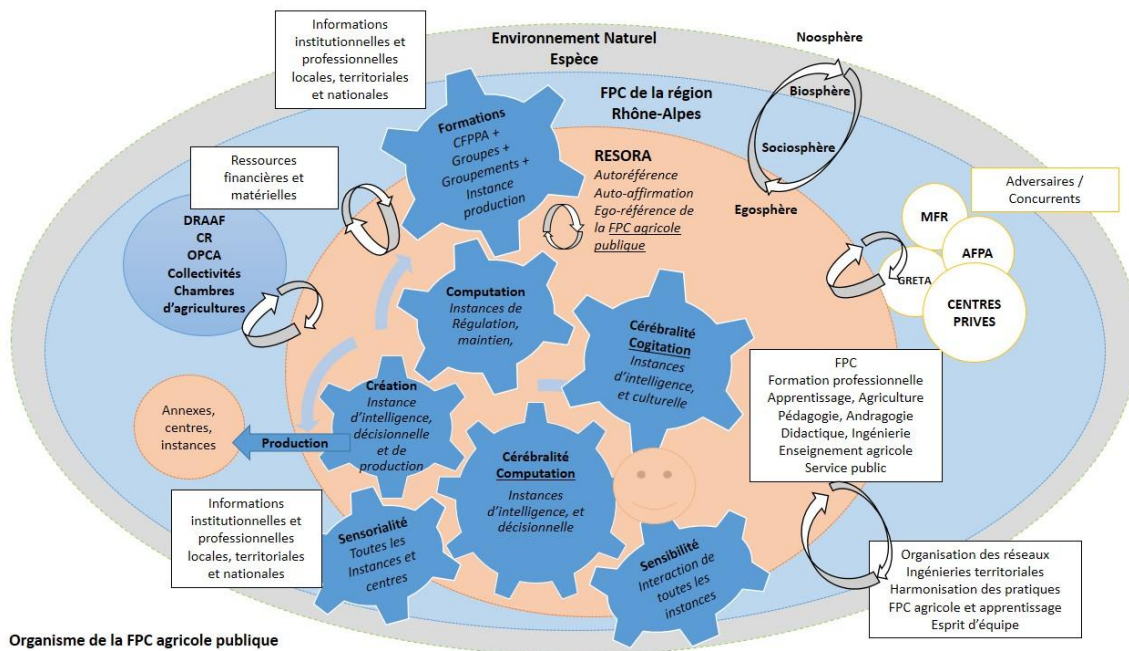 Informations
institutionnelles et
professionnelles
locales, territoriales
et nationales
Environnement Naturel
Espèce
Noosphère
Biosphère
Sociosphère
Egosphère
FPC de la région
Rhône-Alpes
Formations
CFPPA +
Groupes +
Groupements +
Instance
production
RESORA
Autoréférence
Auto-affirmation
Ego-référence de
la FPC agricole
publique
Ressources
financières et
matérielles
DRAAF
CR
OPCA
Collectivités
Chambres
d'agricultures
Adversaires /
Concurrents
MFR
AFPA
GRETA
CENTRES
PRIVES
Computation
Instances de
Régulation,
maintien,
Cérébralité
Cogitation
Instances
d'intelligence,
et culturelle
Création
Instance
d'intelligence,
décisionnelle
et de
production
Production
Annexes,
centres,
instances
Cérébralité
Computation
Instances
d'intelligence, et
décisionnelle
FPC
Formation professionnelle
Apprentissage, Agriculture
Pédagogie, Andragogie
Didactique, Ingénierie
Enseignement agricole
Service public
Informations
institutionnelles et
professionnelles
locales, territoriales
et nationales
Sensorialité
Toutes les
Instances et
centres
Sensibilité
Interaction de
toutes les
instances
Organisation des réseaux
Ingénieries territoriales
Harmonisation des pratiques
FPC agricole et apprentissage
Esprit d'équipe
Organisme de la FPC agricole publique